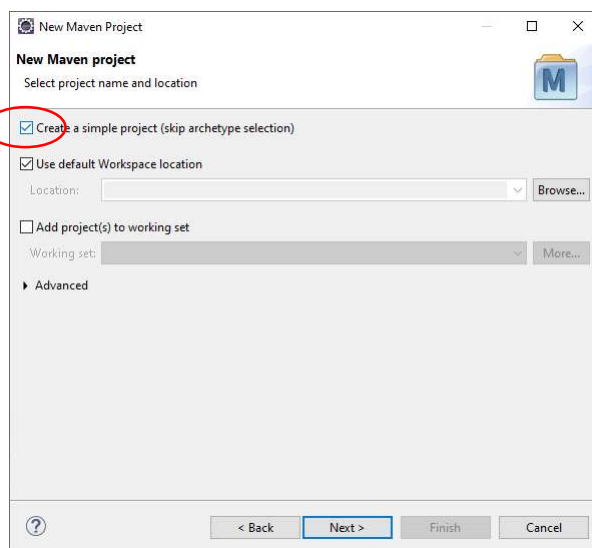 New Maven Project
New Maven project
Select project name and location
M
Create a simple project (skip archetype selection)
Use default Workspace location
Location: Browse...
Add project(s) to working set
Working set: More...
Advanced
? < Back Next > Finish Cancel